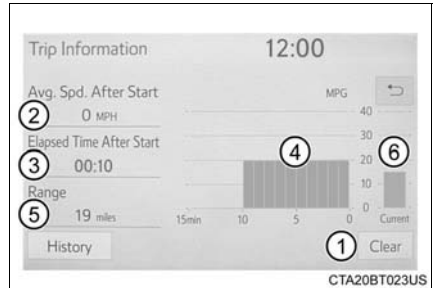 Trip Information 12:00
Avg. Spd. After Start MPG
2 0 MPH 40
Elapsed Time After Start 30
3 00:10 4 20 6
Range 10
5 19 miles 0
15min 10 5 0 Current
History 1 Clear
CTA20BT023US